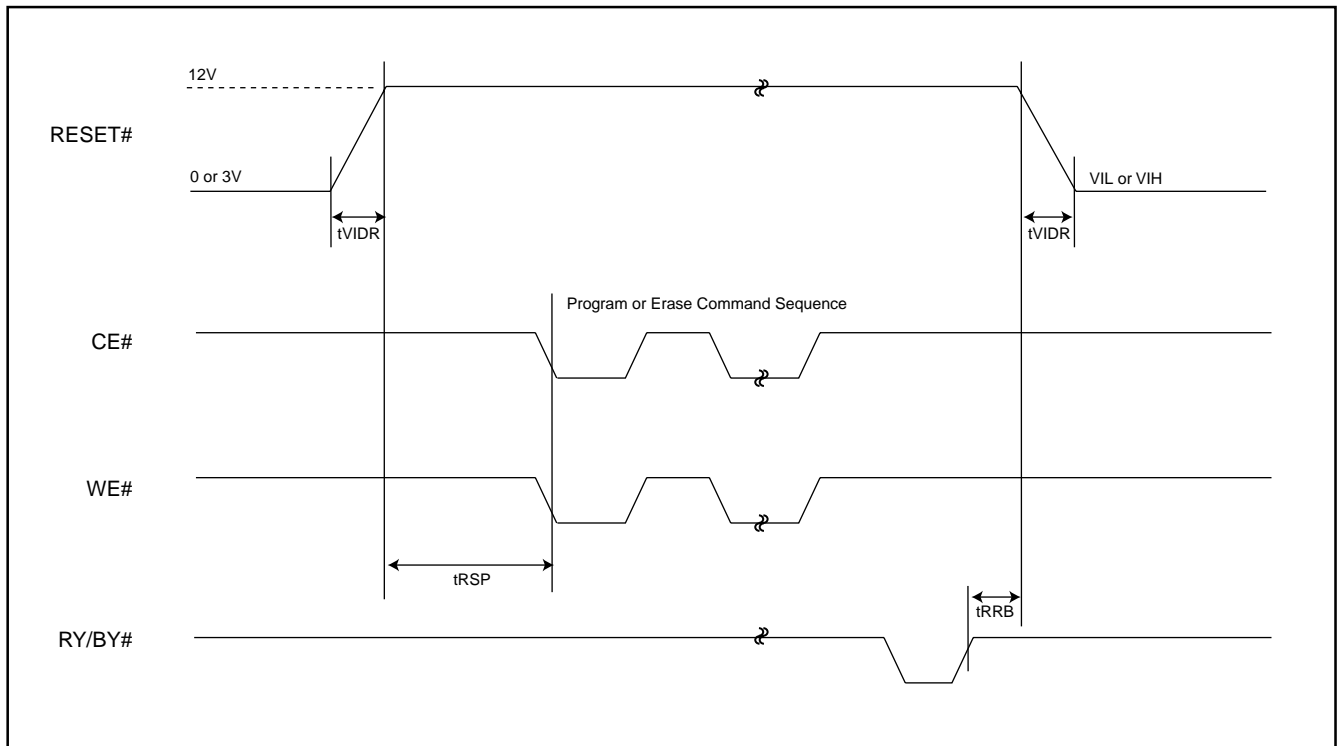 12V
RESET#
0 or 3V
VIL or VIH
tVIDR
tVIDR
Program or Erase Command Sequence
CE#
WE#
tRSP
tRRB
RY/BY#